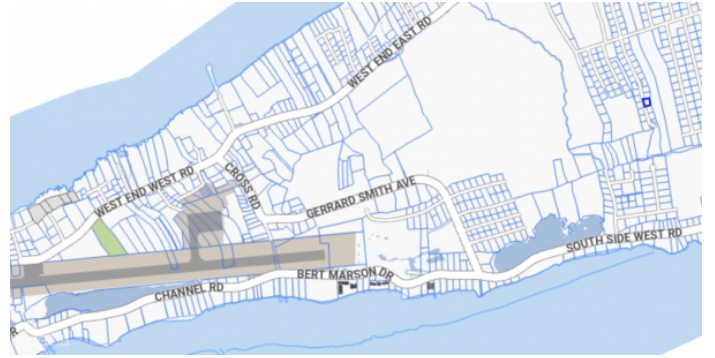 WEST END EAST RD
WEST END WEST RD
CROSS RD
GERRARD SMITH AVE
SOUTH SIDE WEST RD
BERT MARSON DR
CHANNEL RD
R